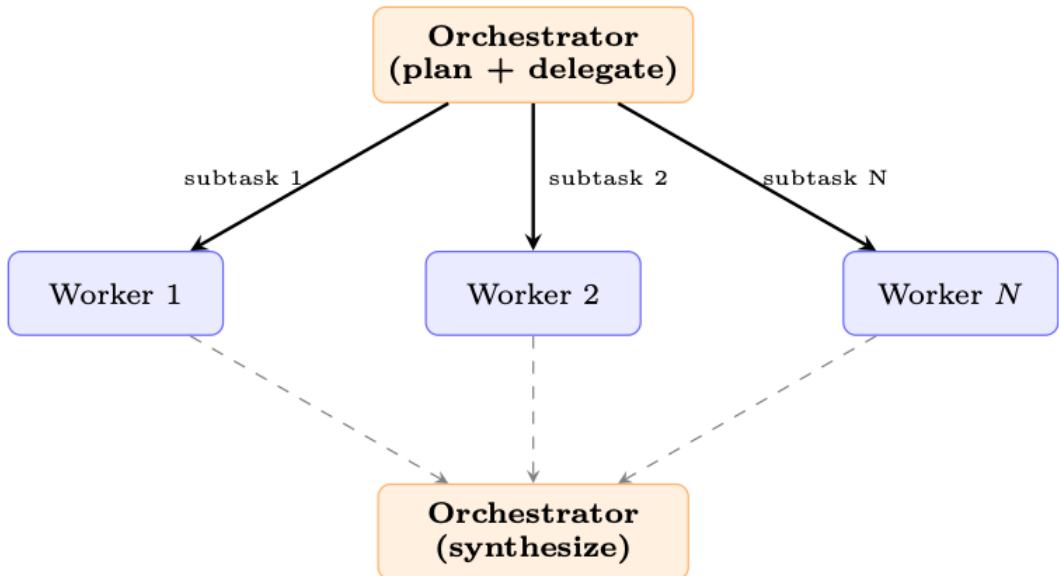 Orchestrator
(plan + delegate)
subtask 1
subtask 2
subtask N
Worker 1
Worker 2
Worker N
Orchestrator
(synthesize)